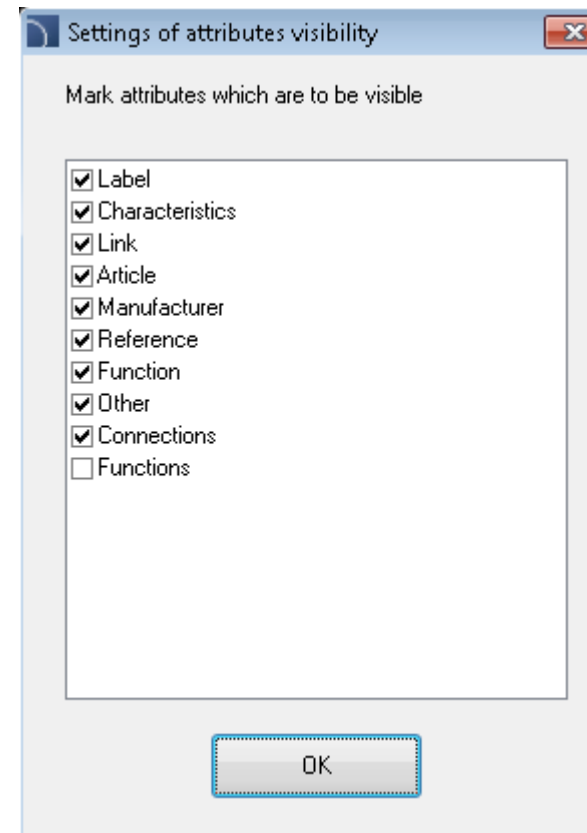 Settings of attributes visibility
Mark attributes which are to be visible
Label
Characteristics
Link
Article
Manufacturer
Reference
Function
Other
Connections
Functions
OK